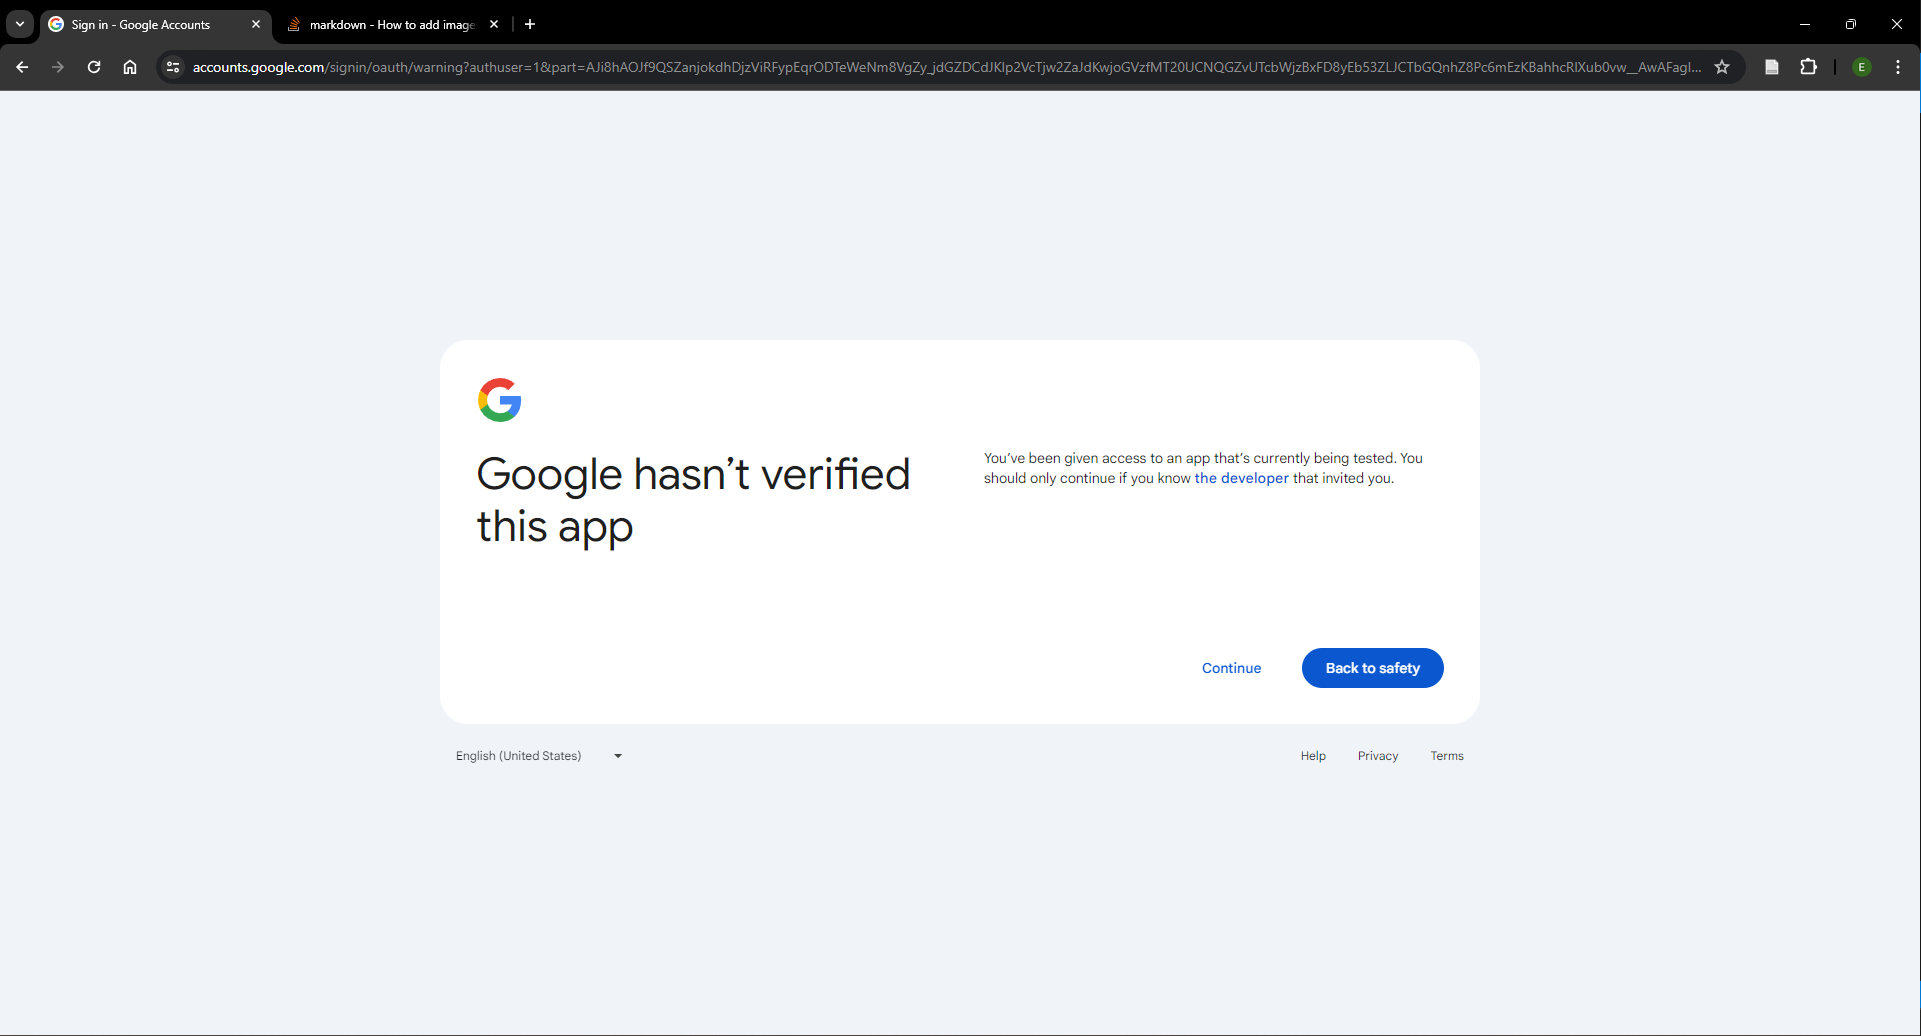 Sign in - Google Accounts
markdown - How to add image
accounts.google.com/signin/oauth/warning?authuser=1&part=AJi8hAOJf9QSZanjokdhDjzViRFypEqrODTeWeNm8VgZy_jdGZDCdJKIp2VcTjw2ZaJdKwjoGVzfMT20UCNQGZvUTcbWjzBxFD8yEb53ZLJCTbGQnhZ8Pc6mEzKBahhcRlXub0vw__AwAFagl...
E
Google hasn’t verified
this app
You’ve been given access to an app that’s currently being tested. You
should only continue if you know the developer that invited you.
Continue
Back to safety
English (United States)
Help
Privacy
Terms